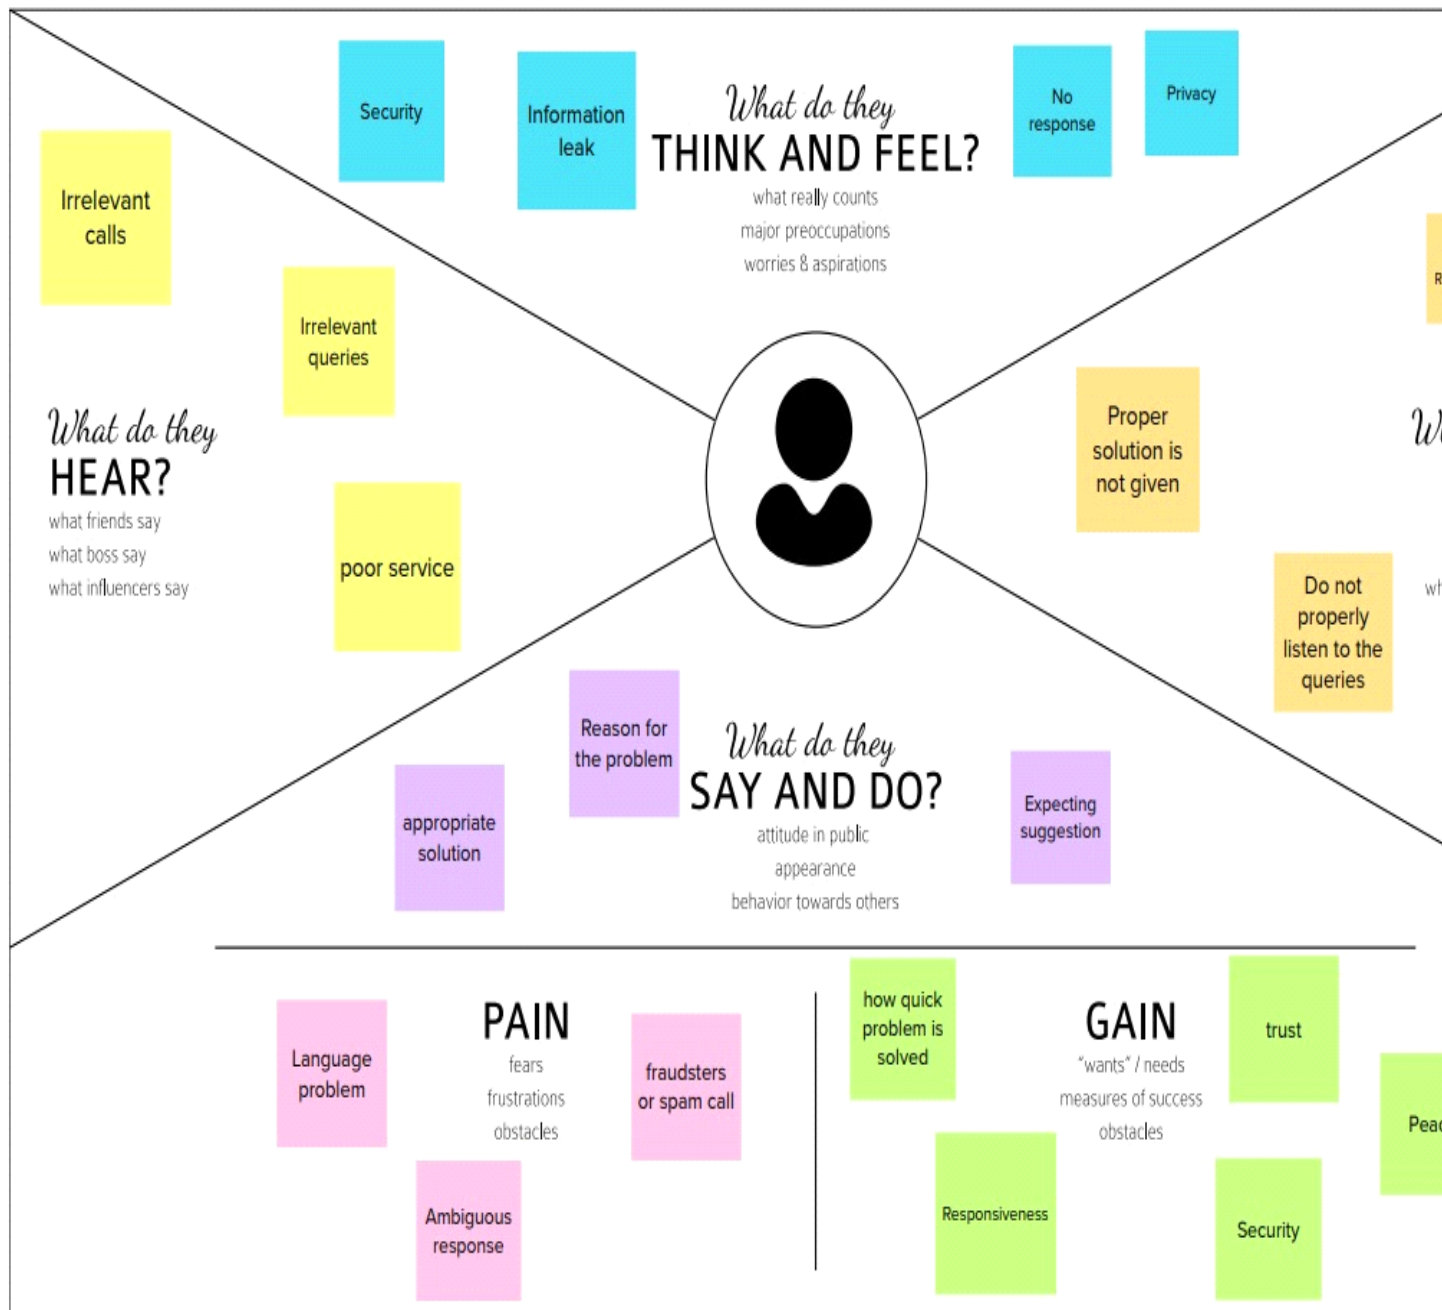 Security
Information
leak
What do they
THINK AND FEEL?
what really counts
major preoccupations
worries & aspirations
No
response
Privacy
Irrelevant
calls
Irrelevant
queries
What do they
HEAR?
what friends say
what boss say
what influencers say
poor service
Proper
solution is
not given
Do not
properly
listen to the
queries
Reason for
the problem
appropriate
solution
What do they
SAY AND DO?
attitude in public
appearance
behavior towards others
Expecting
suggestion
PAIN
fears
frustrations
obstacles
Language
problem
fraudsters
or spam call
Ambiguous
response
how quick
problem is
solved
GAIN
"wants" / needs
measures of success
obstacles
trust
Responsiveness
Security